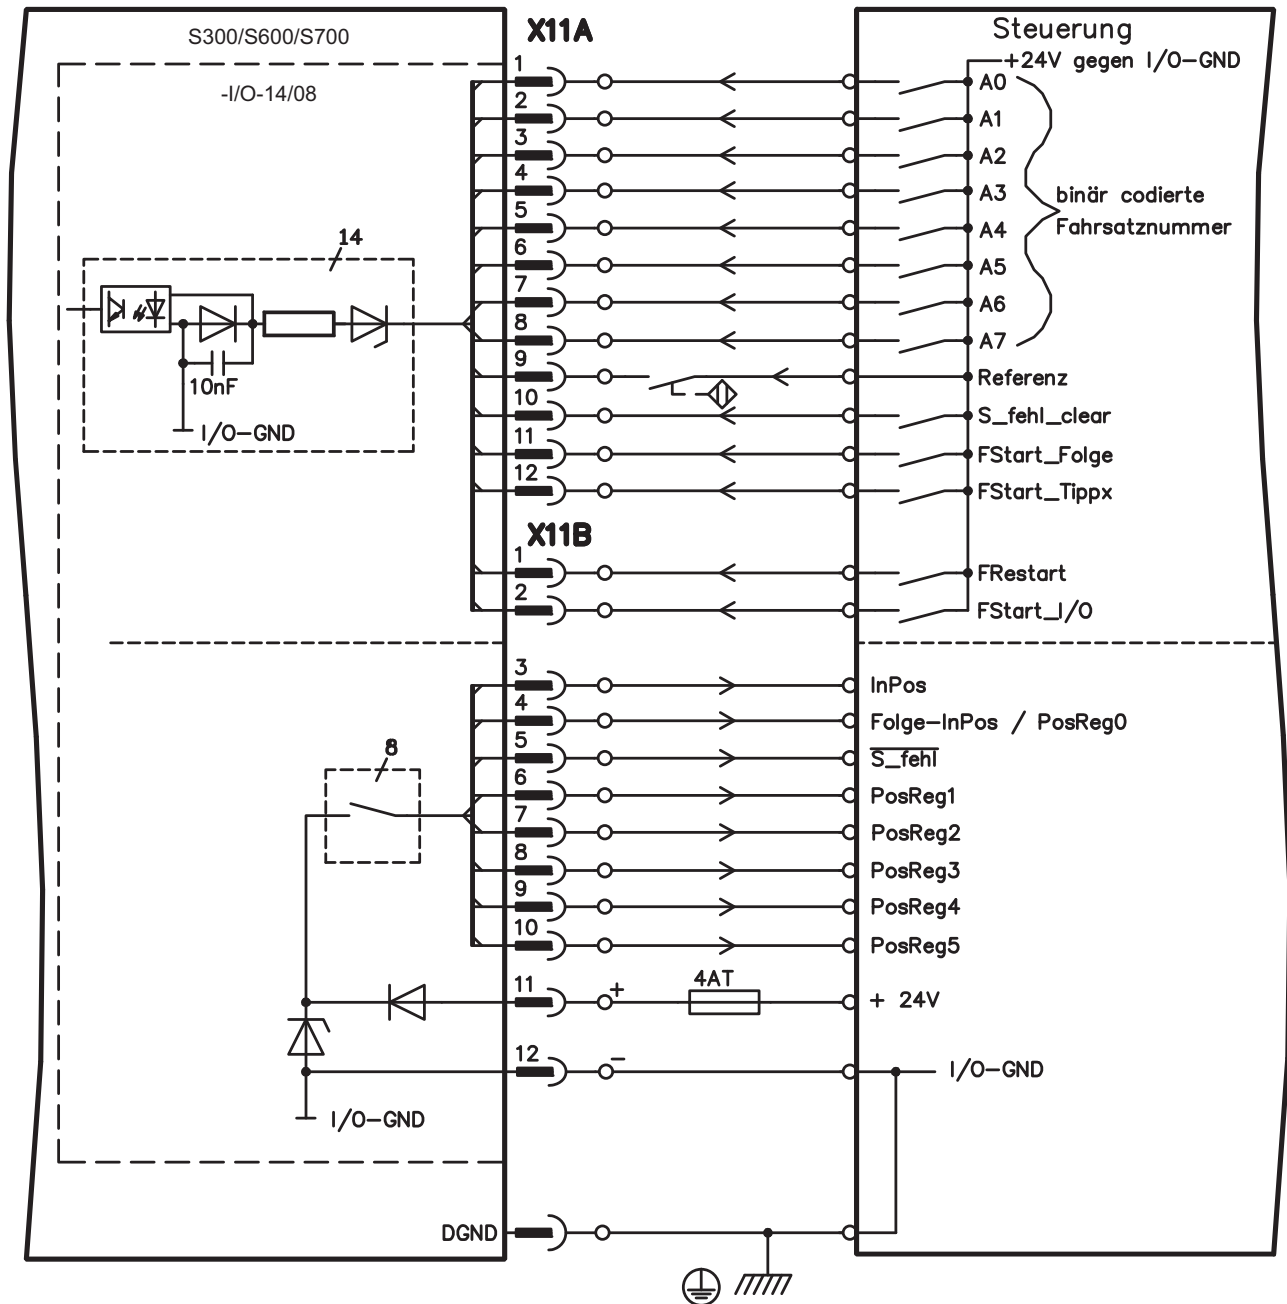 S300/S600/S700
-I/O-14/08
X11A
Steuerung
+24V gegen I/O-GND
1
A0
2
A1
3
A2
4
A3
binär codierte
Fahrsatznummer
5
A4
6
A5
7
A6
8
A7
14
10nF
I/O-GND
9
Referenz
10
S_fehl_clear
11
FStart_Folge
12
FStart_Tippx
X11B
1
FRestart
2
FStart_I/O
3
InPos
4
Folge-InPos / PosReg0
5
S_fehl
6
PosReg1
7
PosReg2
8
PosReg3
9
PosReg4
10
PosReg5
8
11
+
4AT
+ 24V
12
−
I/O-GND
I/O-GND
DGND